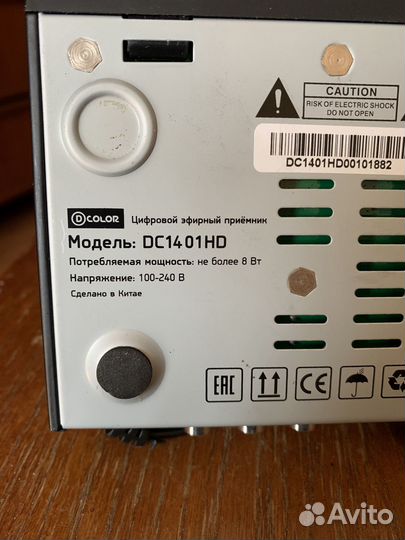 CAUTION
RISK OF ELECTRIC SHOCK
DO NOT OPEN
DC1401HD00101882
D COLOR Цифровой эфирный приёмник
Модель: DC1401HD
Потребляемая мощность: не более 8 Вт
Напряжение: 100-240 В
Сделано в Китае
EAC CE
Avito